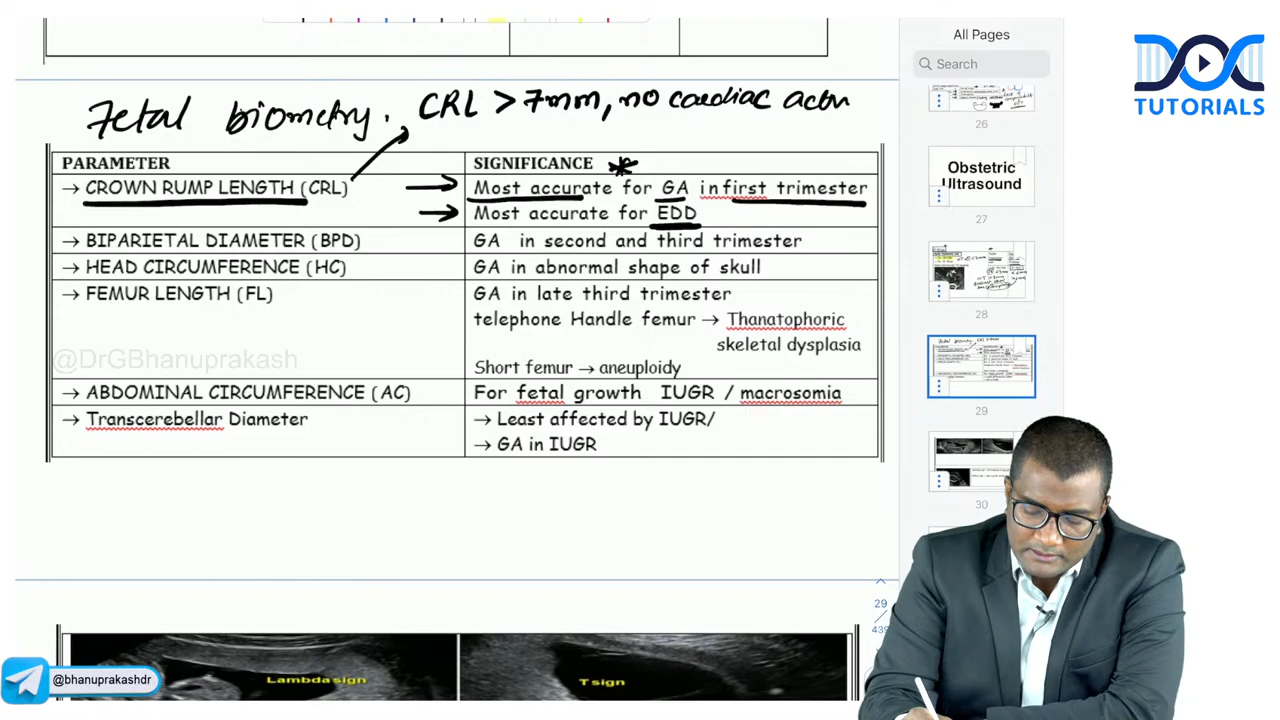 All Pages
Search
DOC
TUTORIALS
Fetal biometry. CRL > 7mm, no cardiac actn
PARAMETER SIGNIFICANCE *
→ CROWN RUMP LENGTH (CRL) → Most accurate for GA in first trimester
→ Most accurate for EDD
→ BIPARIETAL DIAMETER (BPD) GA in second and third trimester
→ HEAD CIRCUMFERENCE (HC) GA in abnormal shape of skull
→ FEMUR LENGTH (FL) GA in late third trimester
telephone Handle femur → Thanatophoric
skeletal dysplasia
Short femur → aneuploidy
@DrGBhanuprakash
→ ABDOMINAL CIRCUMFERENCE (AC) For fetal growth IUGR / macrosomia
→ Transcerebellar Diameter → Least affected by IUGR/
→ GA in IUGR
26
Obstetric
Ultrasound
27
28
29
30
29
/
439
Lambda sign
T sign
@bhanuprakashdr